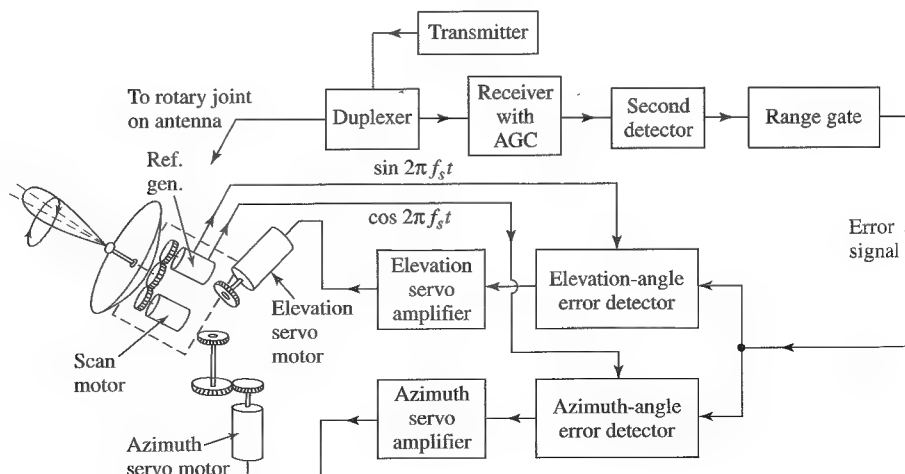 Transmitter
To rotary joint
on antenna
Duplexer
Receiver
with
AGC
Second
detector
Range gate
Ref.
gen.
sin 2πf_s t
cos 2πf_s t
Error
signal
Elevation
servo
amplifier
Elevation-angle
error detector
Elevation
servo
motor
Scan
motor
Azimuth
servo
amplifier
Azimuth-angle
error detector
Azimuth
servo motor